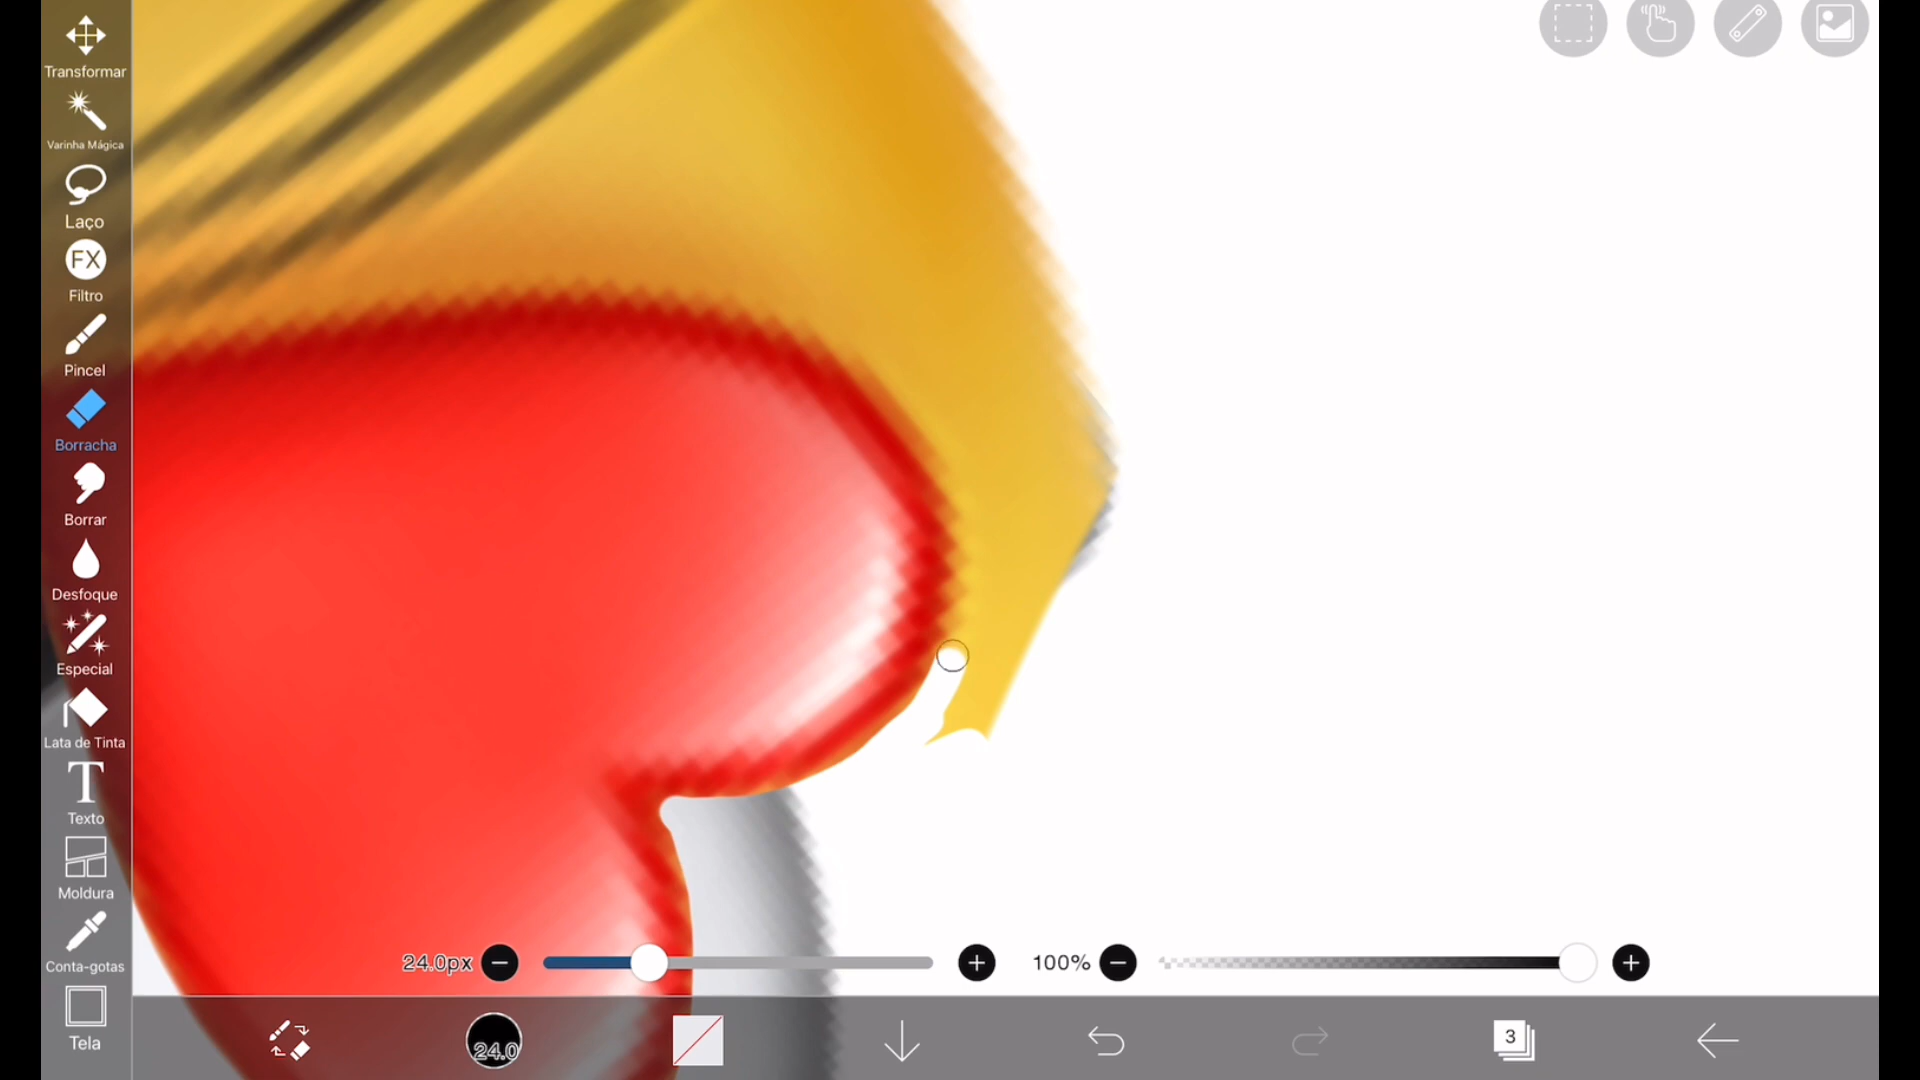 Transformar
Varinha Mágica
Laço
FX
Filtro
Pincel
Borracha
Borrar
Desfoque
Especial
Lata de Tinta
T
Texto
Moldura
Conta-gotas
Tela
24.0px
100%
24.0
3